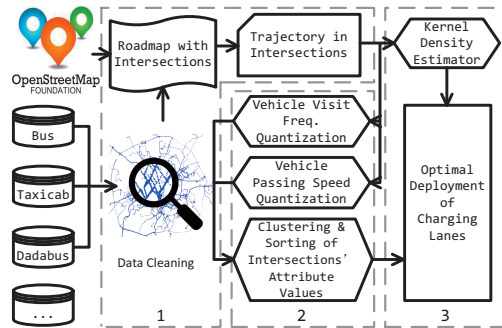 OpenStreetMap
FOUNDATION
Bus
Taxicab
Dadabus
...
Roadmap with
Intersections
Data Cleaning
1
Trajectory in
Intersections
Vehicle Visit
Freq.
Quantization
Vehicle
Passing Speed
Quantization
Clustering &
Sorting of
Intersections’
Attribute
Values
2
Kernel
Density
Estimator
Optimal
Deployment
of
Charging
Lanes
3